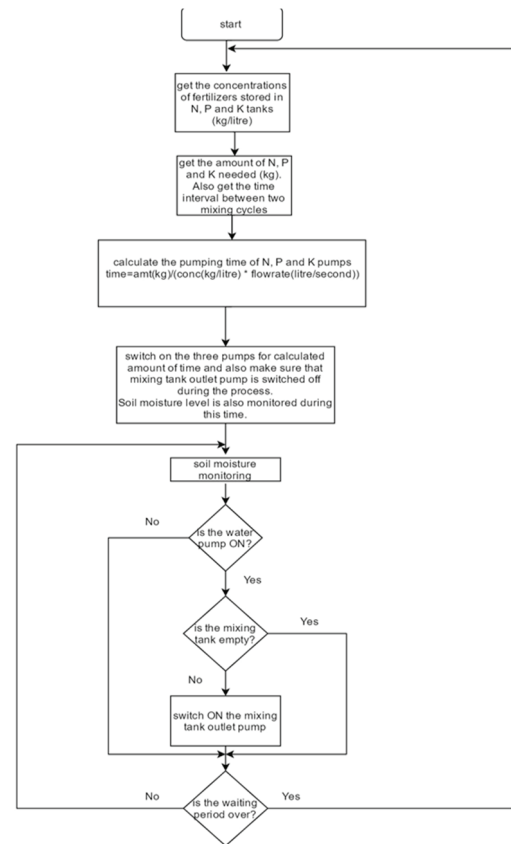 start
get the concentrations
of fertilizers stored in
N, P and K tanks
(kg/litre)
get the amount of N, P
and K needed (kg).
Also get the time
interval between two
mixing cycles
calculate the pumping time of N, P and K pumps
time=amt(kg)/(conc(kg/litre) * flowrate(litre/second))
switch on the three pumps for calculated
amount of time and also make sure that
mixing tank outlet pump is switched off
during the process.
Soil moisture level is also monitored during
this time.
soil moisture
monitoring
No
is the water
pump ON?
Yes
is the mixing
tank empty?
Yes
No
switch ON the mixing
tank outlet pump
No
is the waiting
period over?
Yes